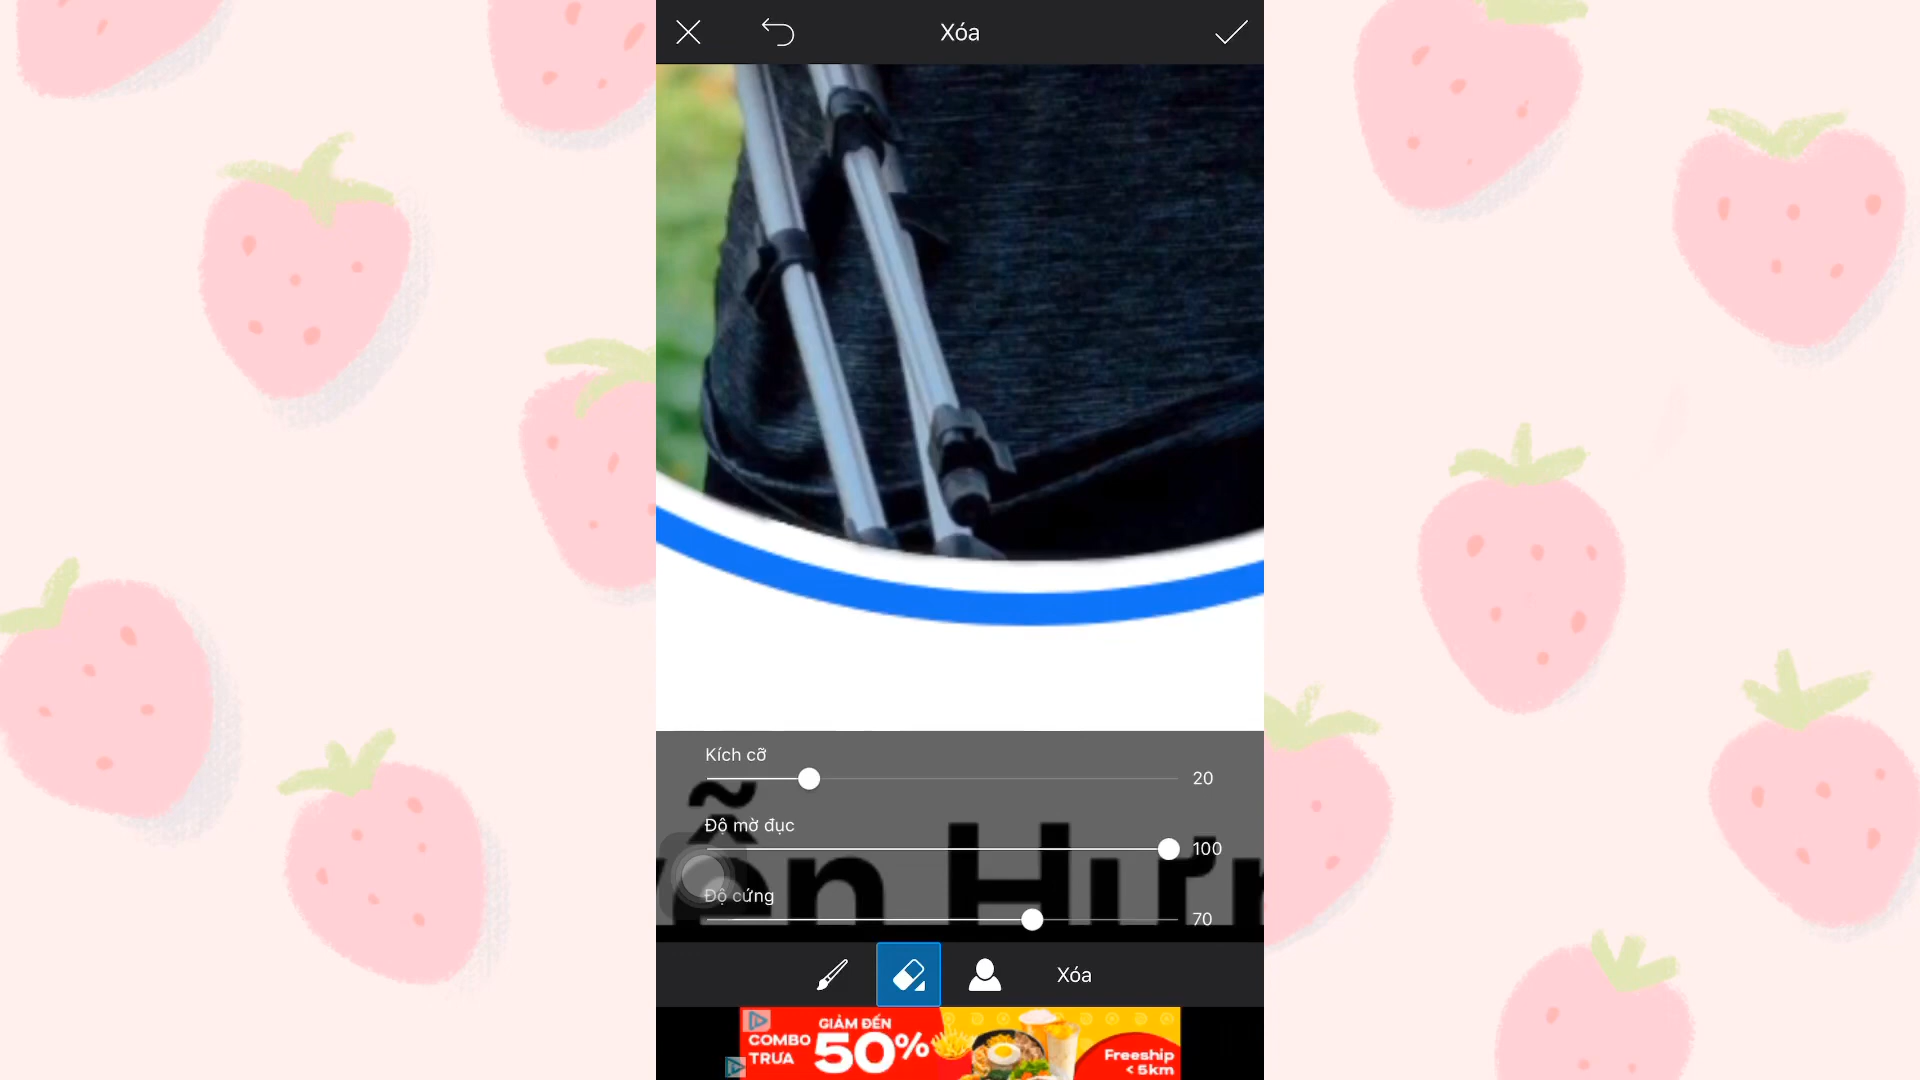 Xóa
Kích cỡ
20
Độ mờ đục
100
Độ cứng
70
Xóa
GIẢM ĐẾN
COMBO
TRƯA
50%
Freeship
< 5km